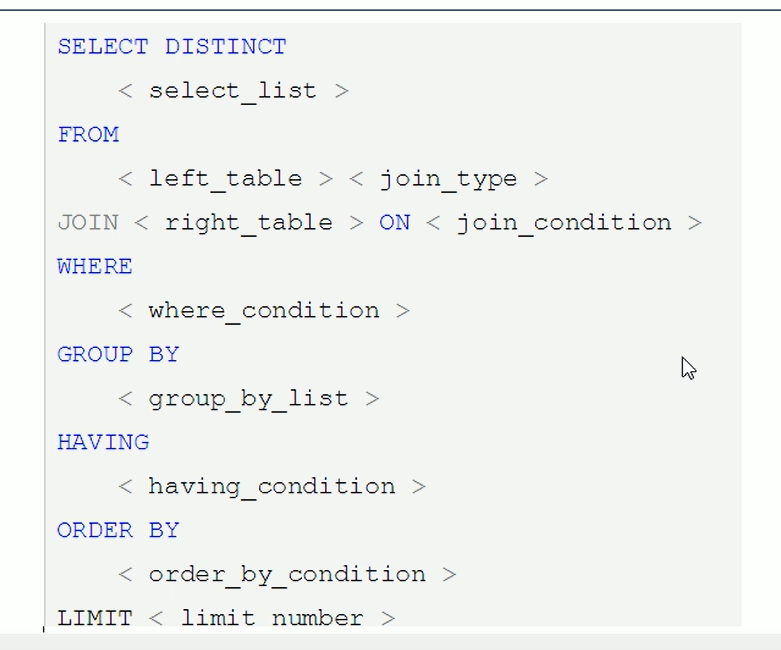 SELECT DISTINCT
< select_list >
FROM
< left_table > < join_type >
JOIN < right_table > ON < join_condition >
WHERE
< where_condition >
GROUP BY
< group_by_list >
HAVING
< having_condition >
ORDER BY
< order_by_condition >
LIMIT < limit number >